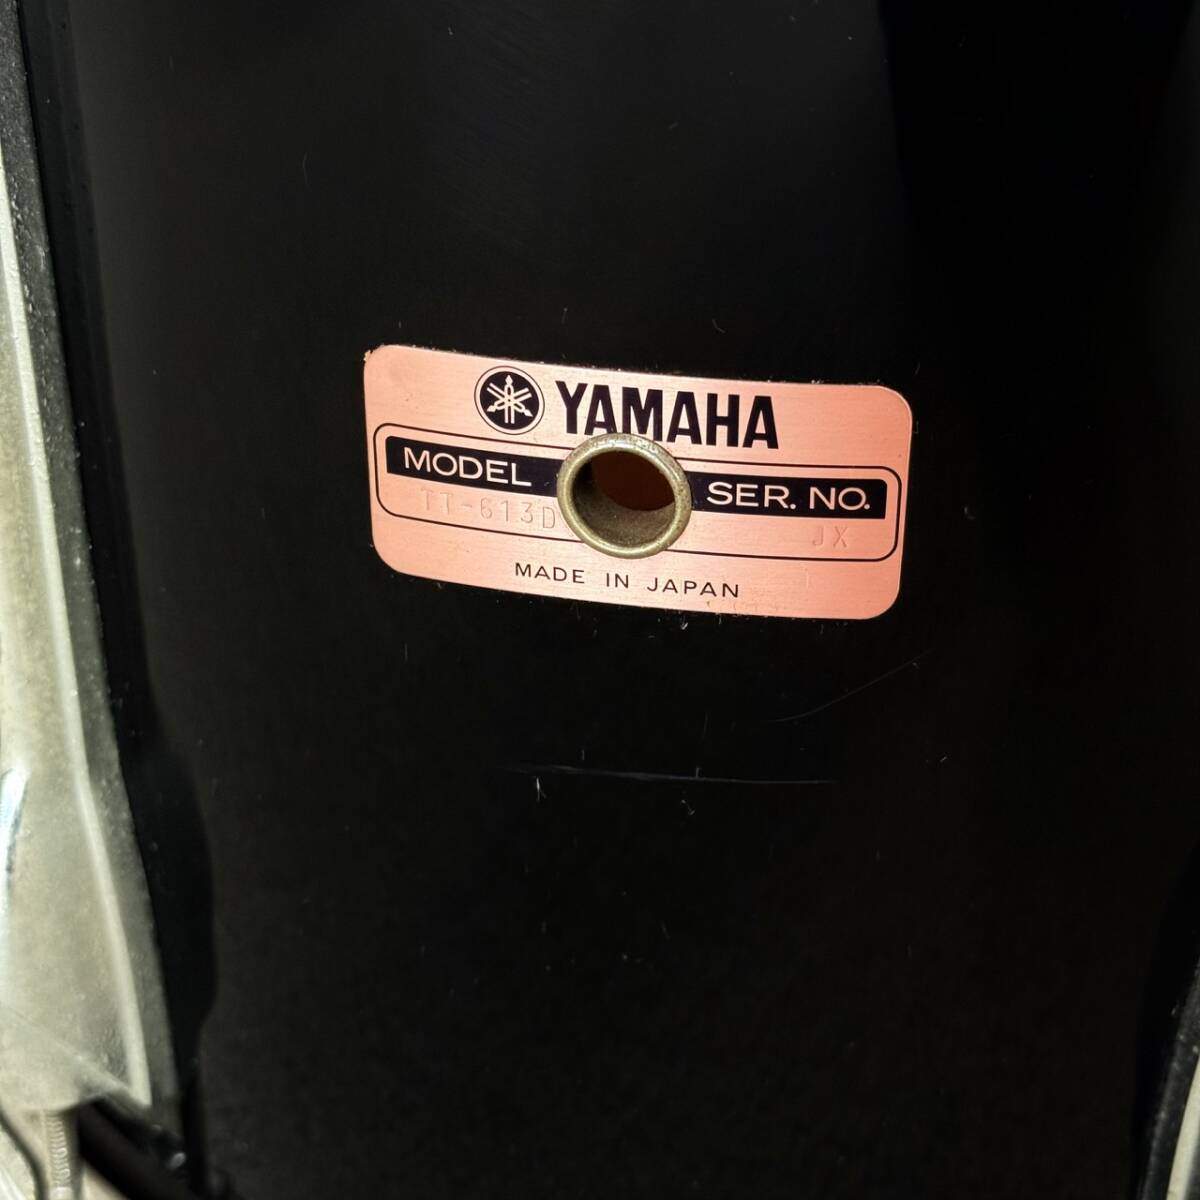 YAMAHA
MODEL SER. NO.
TT-613D JX
MADE IN JAPAN